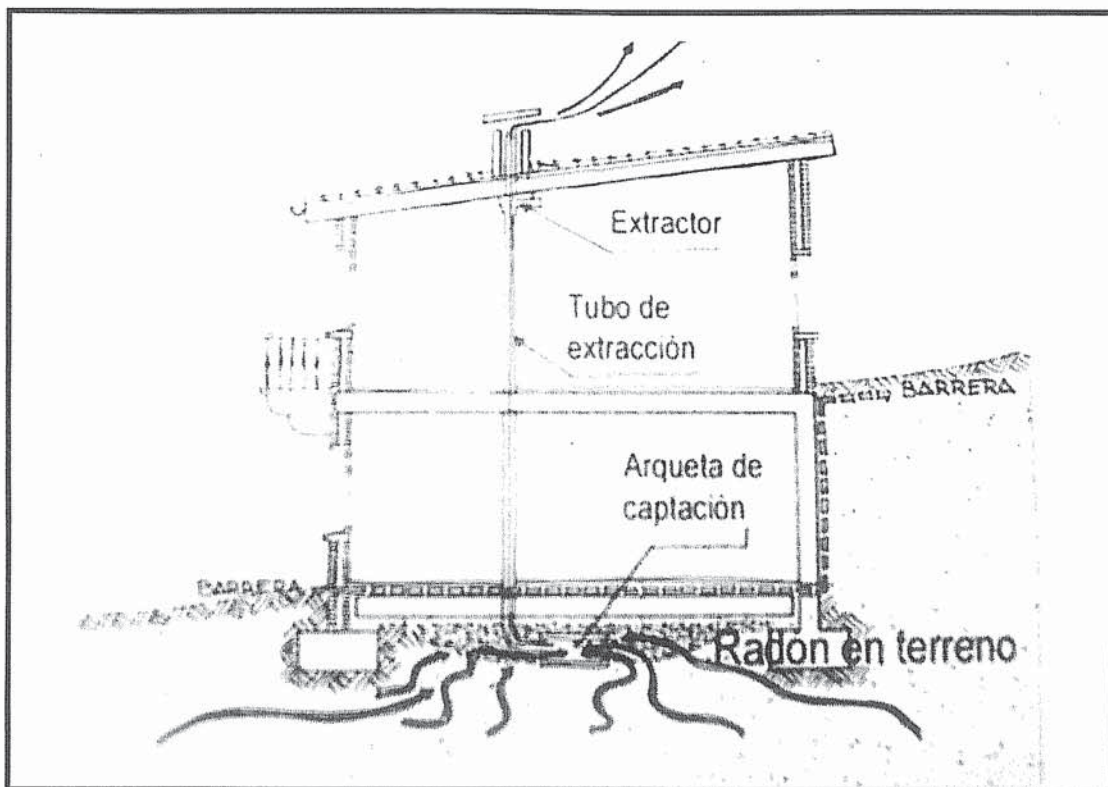 Extractor
Tubo de
extracción
BARRERA
Arqueta de
captación
BARRERA
Radon en terreno